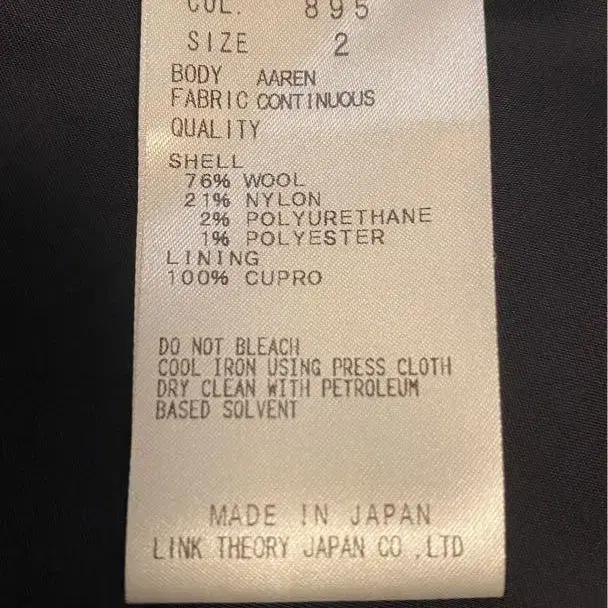 COL. 895
SIZE 2
BODY AAREN
FABRIC CONTINUOUS
QUALITY
SHELL
76% WOOL
21% NYLON
2% POLYURETHANE
1% POLYESTER
LINING
100% CUPRO
DO NOT BLEACH
COOL IRON USING PRESS CLOTH
DRY CLEAN WITH PETROLEUM
BASED SOLVENT
MADE IN JAPAN
LINK THEORY JAPAN CO.,LTD